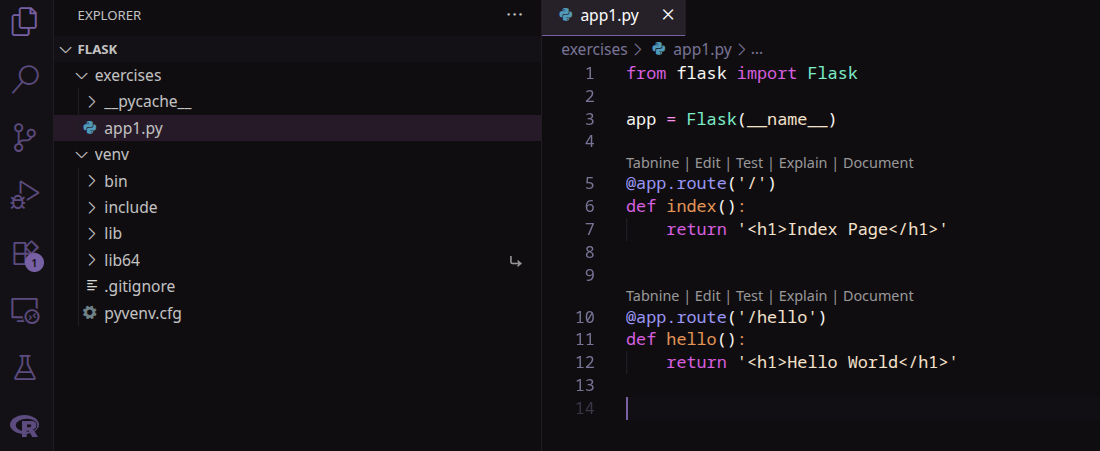 EXPLORER
...
FLASK
exercises
__pycache__
app1.py
venv
bin
include
lib
lib64
.gitignore
pyvenv.cfg
1
R
app1.py
exercises > app1.py > ...
1 from flask import Flask
2
3 app = Flask(__name__)
4
Tabnine | Edit | Test | Explain | Document
5 @app.route('/')
6 def index():
7     return '<h1>Index Page</h1>'
8
9
Tabnine | Edit | Test | Explain | Document
10 @app.route('/hello')
11 def hello():
12     return '<h1>Hello World</h1>'
13
14